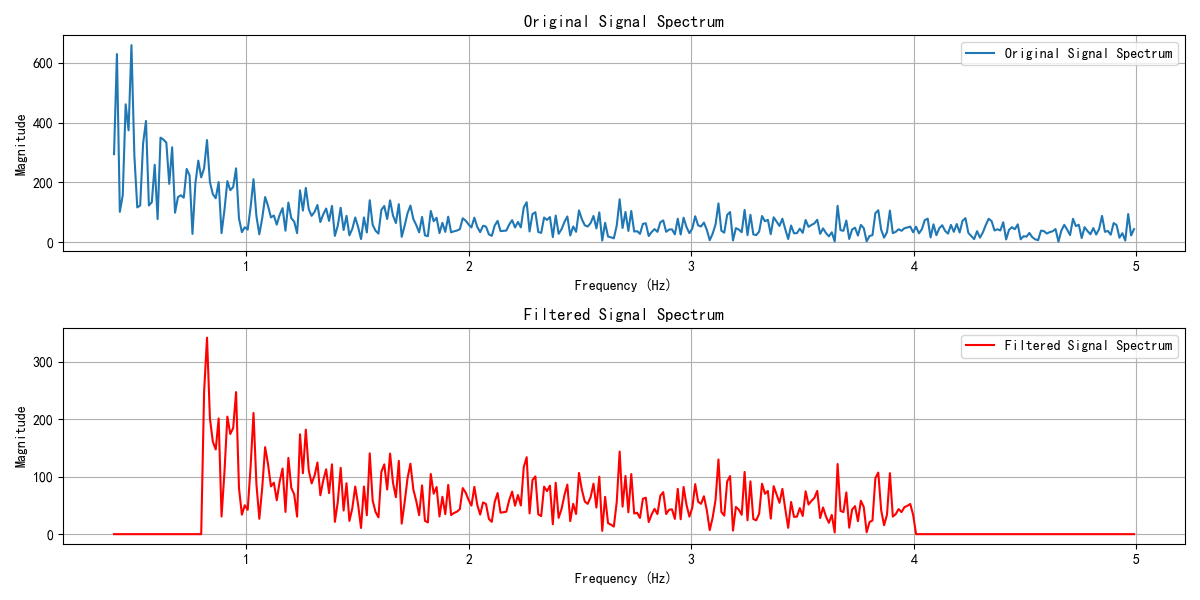 Original Signal Spectrum
Original Signal Spectrum
Magnitude
600
400
200
0
1
2
3
4
5
Frequency (Hz)
Filtered Signal Spectrum
Filtered Signal Spectrum
Magnitude
300
200
100
0
1
2
3
4
5
Frequency (Hz)